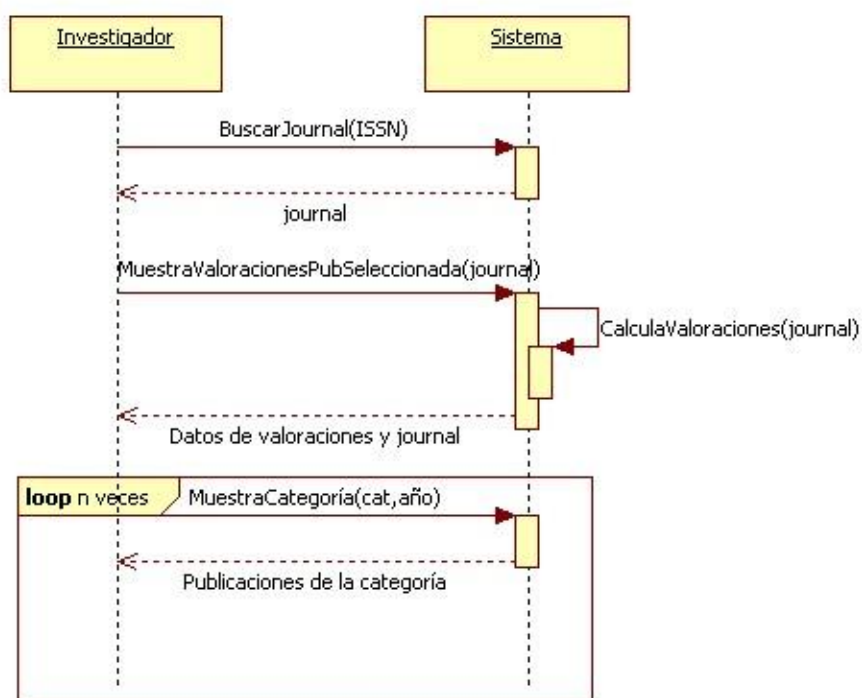 Investigador
Sistema
BuscarJournal(ISSN)
journal
MuestraValoracionesPubSeleccionada(journal)
CalculaValoraciones(journal)
Datos de valoraciones y journal
loop n veces
MuestraCategoría(cat,año)
Publicaciones de la categoría